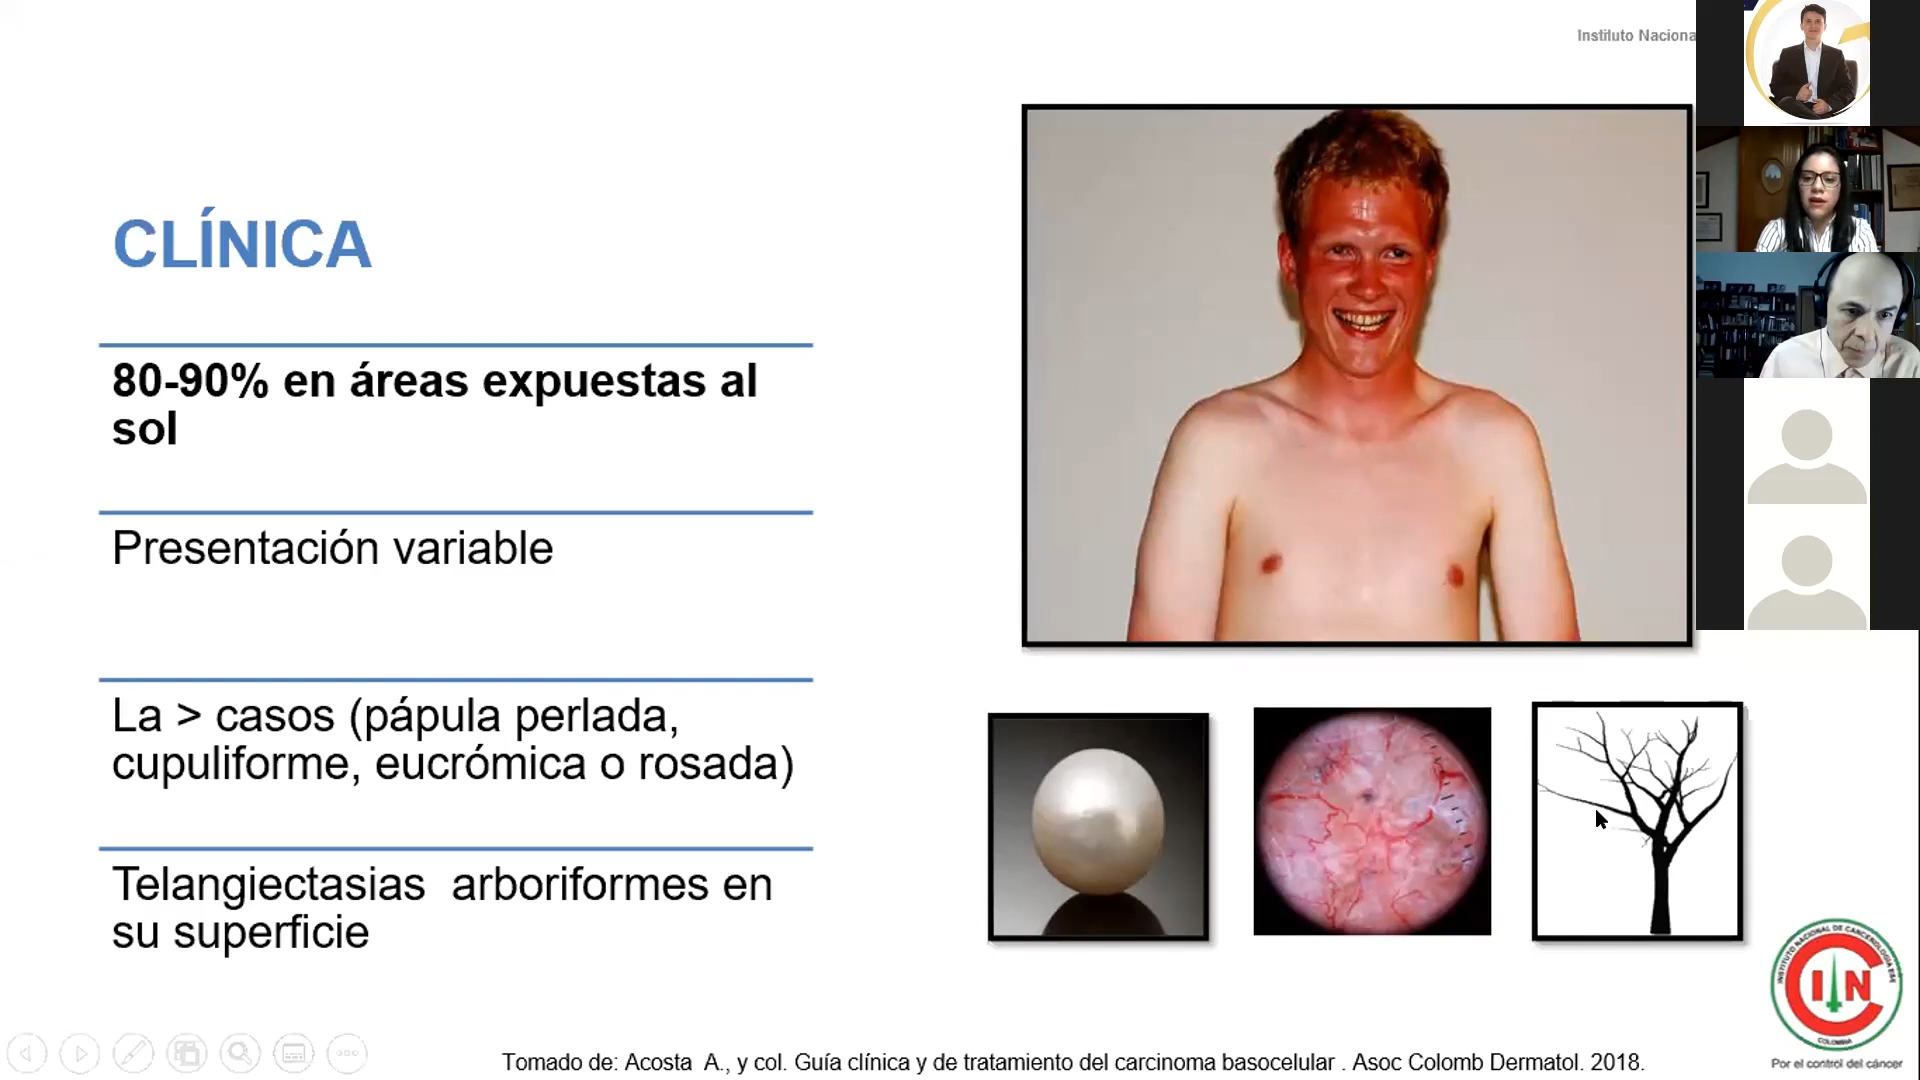 Instituto Naciona
CLÍNICA
80-90% en áreas expuestas al
sol
Presentación variable
La > casos (pápula perlada,
cupuliforme, eucrómica o rosada)
Telangiectasias arboriformes en
su superficie
INSTITUTO NACIONAL DE CANCEROLOGÍA ESE
COLOMBIA
Por el control del cáncer
Tomado de: Acosta A., y col. Guía clínica y de tratamiento del carcinoma basocelular . Asoc Colomb Dermatol. 2018.